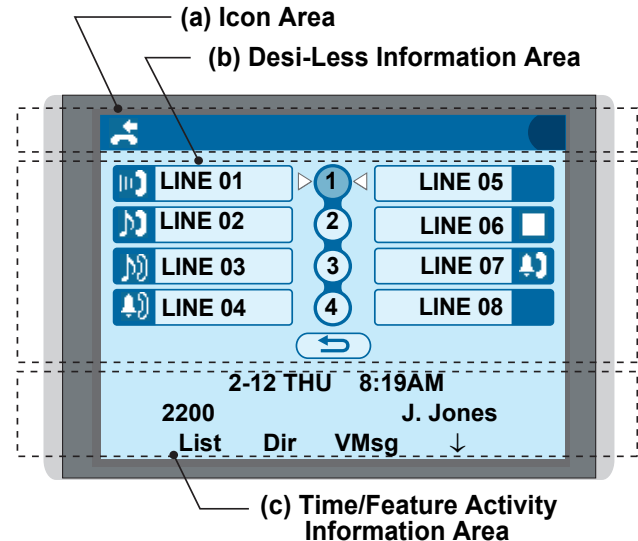 (a) Icon Area
(b) Desi-Less Information Area
LINE 01 1 LINE 05
LINE 02 2 LINE 06
LINE 03 3 LINE 07
LINE 04 4 LINE 08
2-12 THU 8:19AM
2200 J. Jones
List Dir VMsg ↓
(c) Time/Feature Activity
Information Area